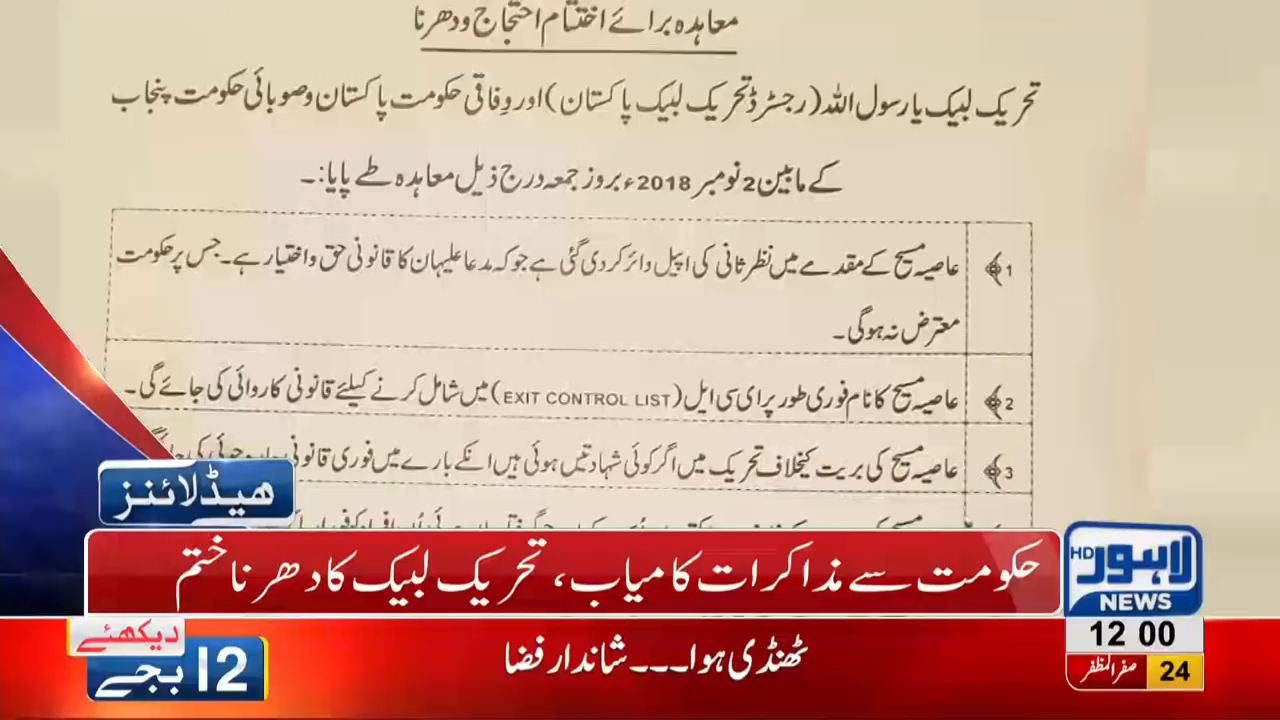 معاہدہ برائے اختتام احتجاج ودھرنا
تحریک لبیک یارسول اللہ (رجسٹرڈ تحریک لبیک پاکستان) اور وفاقی حکومت پاکستان وصوبائی حکومت پنجاب
کے مابین 2 نومبر 2018ء بروز جمعہ درج ذیل معاہدہ طے پایا:۔
1 عاصیہ مسیح کے مقدمے میں نظرثانی کی اپیل دائر کردی گئی ہے جو کہ مدعا علیہان کا قانونی حق و اختیار ہے۔ جس پر حکومت
معترض نہ ہوگی۔
2 عاصیہ مسیح کا نام فوری طور پر ای سی ایل (EXIT CONTROL LIST) میں شامل کرنے کیلئے قانونی کاروائی کی جائے گی۔
3 عاصیہ مسیح کی بریت کیخلاف تحریک میں اگر کوئی شہادتیں ہوئی ہیں انکے بارے میں فوری قانونی
ھیڈلائنز
حکومت سے مذاکرات کامیاب، تحریک لبیک کا دھرنا ختم
لاہور HD
NEWS
12 00
24 صفرالمظفر
دیکھئے
12 بجے
ٹھنڈی ہوا۔۔۔شاندار فضا